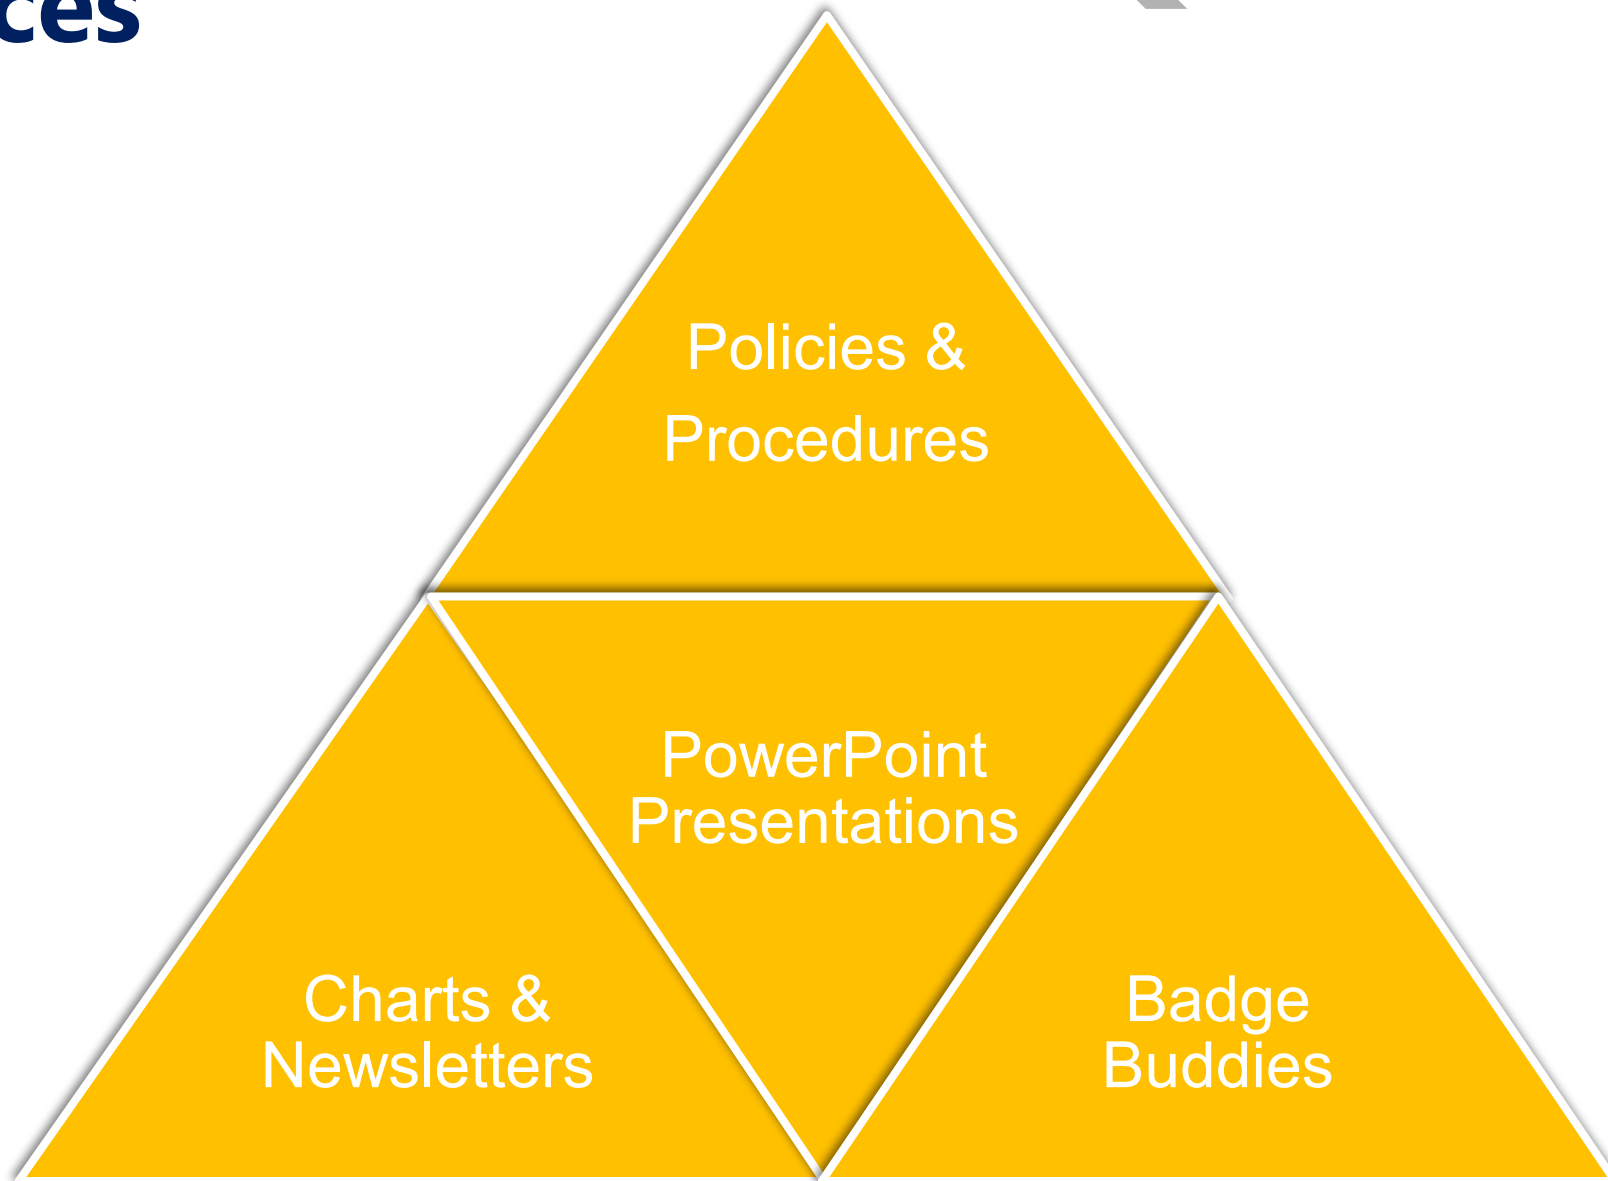 ces
Policies &
Procedures
PowerPoint
Presentations
Charts &
Newsletters
Badge
Buddies